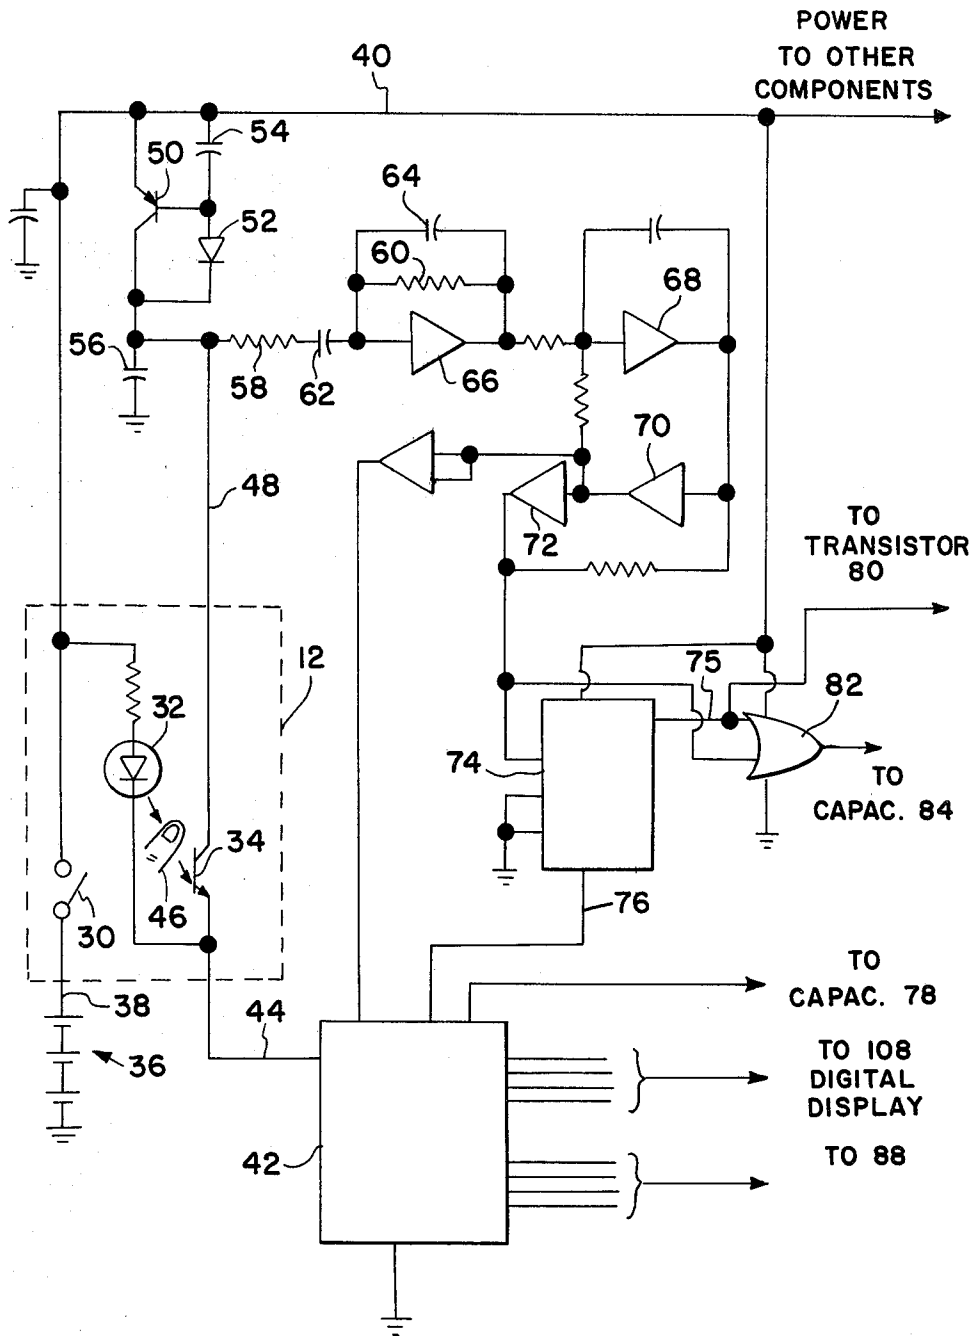 POWER
TO OTHER
COMPONENTS
40
54
50
52
64
60
68
56
58
62
66
70
48
72
TO
TRANSISTOR
80
12
75
82
32
74
TO
CAPAC. 84
34
46
30
76
38
44
TO
CAPAC. 78
36
TO 108
DIGITAL
DISPLAY
42
TO 88